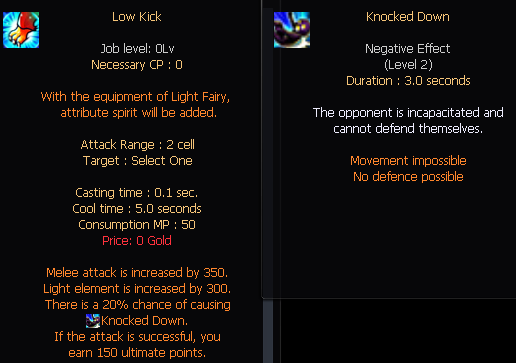 Low Kick
Job level: 0Lv
Necessary CP : 0
With the equipment of Light Fairy,
attribute spirit will be added.
Attack Range : 2 cell
Target : Select One
Casting time : 0.1 sec.
Cool time : 5.0 seconds
Consumption MP : 50
Price: 0 Gold
Melee attack is increased by 350.
Light element is increased by 300.
There is a 20% chance of causing
Knocked Down.
If the attack is successful, you
earn 150 ultimate points.
Knocked Down
Negative Effect
(Level 2)
Duration : 3.0 seconds
The opponent is incapacitated and
cannot defend themselves.
Movement impossible
No defence possible